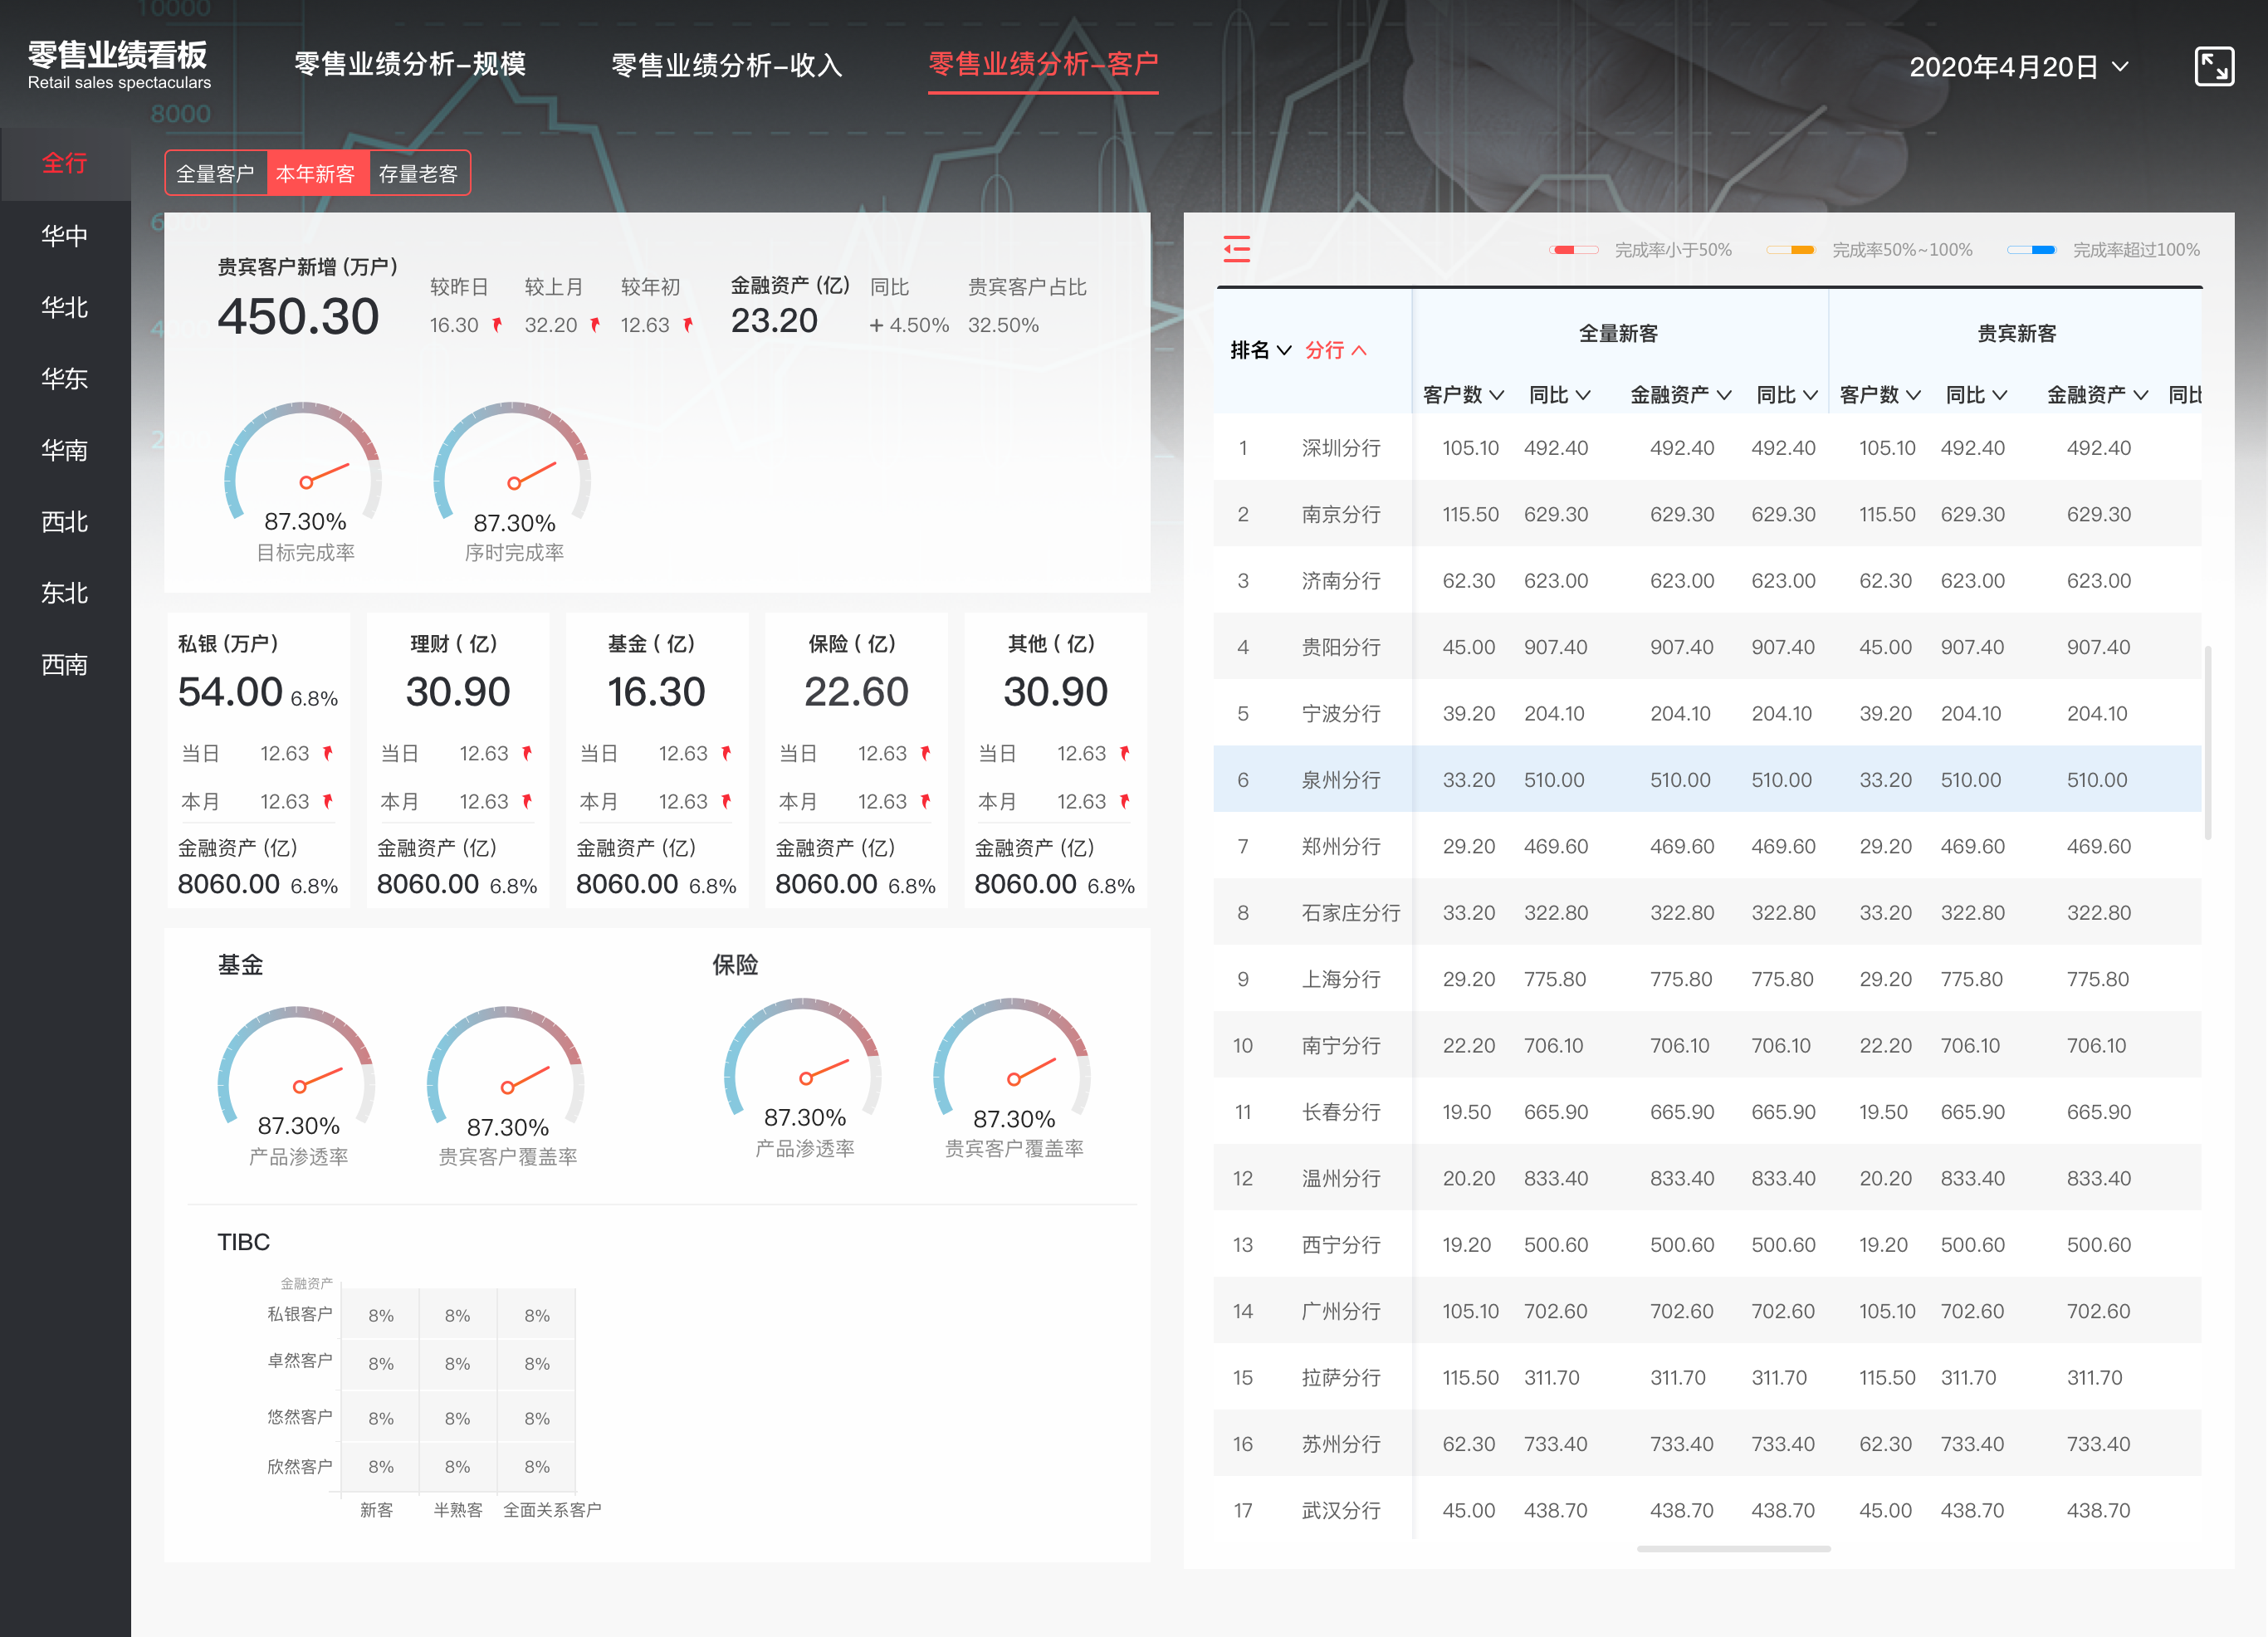 零售业绩看板
Retail sales spectaculars
零售业绩分析-规模 零售业绩分析-收入 零售业绩分析-客户 2020年4月20日
10000
8000
6000
4000
全行
华中
华北
华东
华南
西北
东北
西南
全量客户 本年新客 存量老客
贵宾客户新增 (万户)
450.30
较昨日 较上月 较年初
16.30 32.20 12.63
金融资产 (亿) 同比 贵宾客户占比
23.20 + 4.50% 32.50%
87.30% 87.30%
目标完成率 序时完成率
私银 (万户) 理财 ( 亿) 基金 ( 亿) 保险 ( 亿) 其他 ( 亿)
54.00 6.8% 30.90 16.30 22.60 30.90
当日 12.63 当日 12.63 当日 12.63 当日 12.63 当日 12.63
本月 12.63 本月 12.63 本月 12.63 本月 12.63 本月 12.63
金融资产 (亿) 金融资产 (亿) 金融资产 (亿) 金融资产 (亿) 金融资产 (亿)
8060.00 6.8% 8060.00 6.8% 8060.00 6.8% 8060.00 6.8% 8060.00 6.8%
基金 保险
87.30% 87.30% 87.30% 87.30%
产品渗透率 贵宾客户覆盖率 产品渗透率 贵宾客户覆盖率
TIBC
金融资产
私银客户 8% 8% 8%
卓然客户 8% 8% 8%
悠然客户 8% 8% 8%
欣然客户 8% 8% 8%
新客 半熟客 全面关系客户
完成率小于50% 完成率50%~100% 完成率超过100%
全量新客 贵宾新客
排名 分行
客户数 同比 金融资产 同比 客户数 同比 金融资产 同比
1 深圳分行 105.10 492.40 492.40 492.40 105.10 492.40 492.40
2 南京分行 115.50 629.30 629.30 629.30 115.50 629.30 629.30
3 济南分行 62.30 623.00 623.00 623.00 62.30 623.00 623.00
4 贵阳分行 45.00 907.40 907.40 907.40 45.00 907.40 907.40
5 宁波分行 39.20 204.10 204.10 204.10 39.20 204.10 204.10
6 泉州分行 33.20 510.00 510.00 510.00 33.20 510.00 510.00
7 郑州分行 29.20 469.60 469.60 469.60 29.20 469.60 469.60
8 石家庄分行 33.20 322.80 322.80 322.80 33.20 322.80 322.80
9 上海分行 29.20 775.80 775.80 775.80 29.20 775.80 775.80
10 南宁分行 22.20 706.10 706.10 706.10 22.20 706.10 706.10
11 长春分行 19.50 665.90 665.90 665.90 19.50 665.90 665.90
12 温州分行 20.20 833.40 833.40 833.40 20.20 833.40 833.40
13 西宁分行 19.20 500.60 500.60 500.60 19.20 500.60 500.60
14 广州分行 105.10 702.60 702.60 702.60 105.10 702.60 702.60
15 拉萨分行 115.50 311.70 311.70 311.70 115.50 311.70 311.70
16 苏州分行 62.30 733.40 733.40 733.40 62.30 733.40 733.40
17 武汉分行 45.00 438.70 438.70 438.70 45.00 438.70 438.70